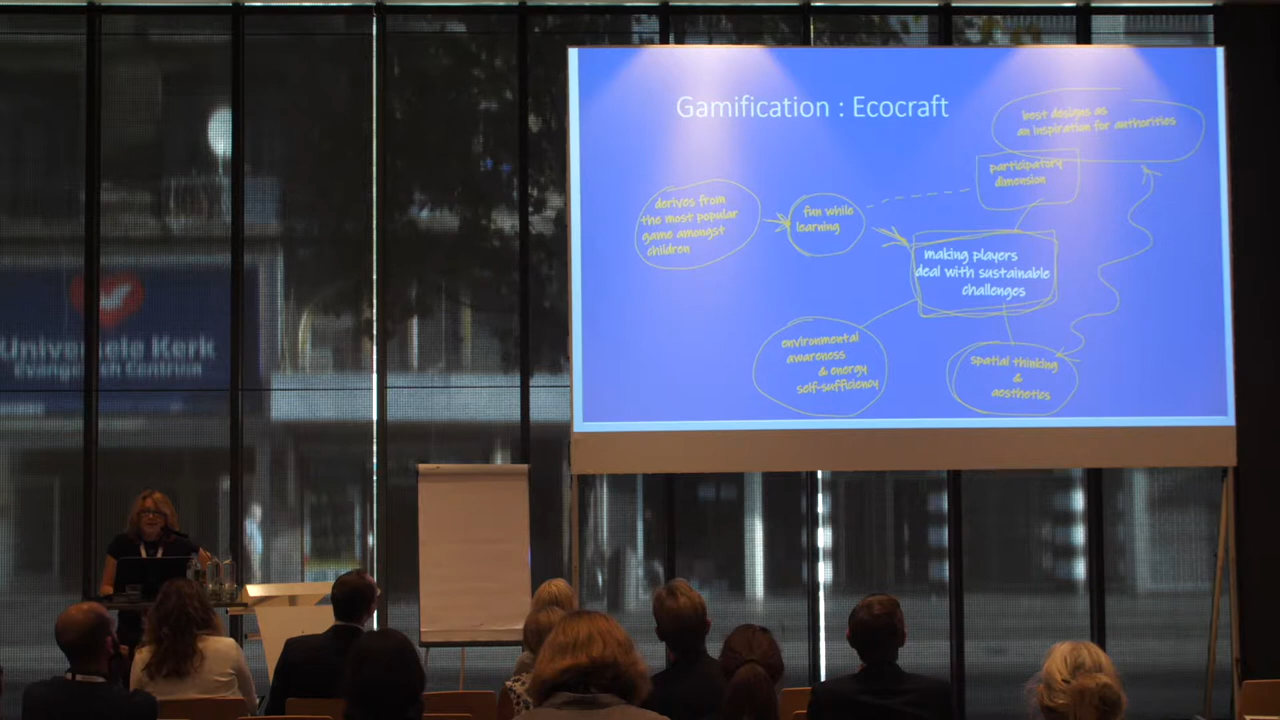 Gamification : Ecocraft
best designs as
an inspiration for authorities
participatory
dimension
derives from
the most popular
game amongst
children
fun while
learning
making players
deal with sustainable
challenges
environmental
awareness
& energy
self-sufficiency
spatial thinking
&
aesthetics
Universele Kerk
Evangelisch Centrum